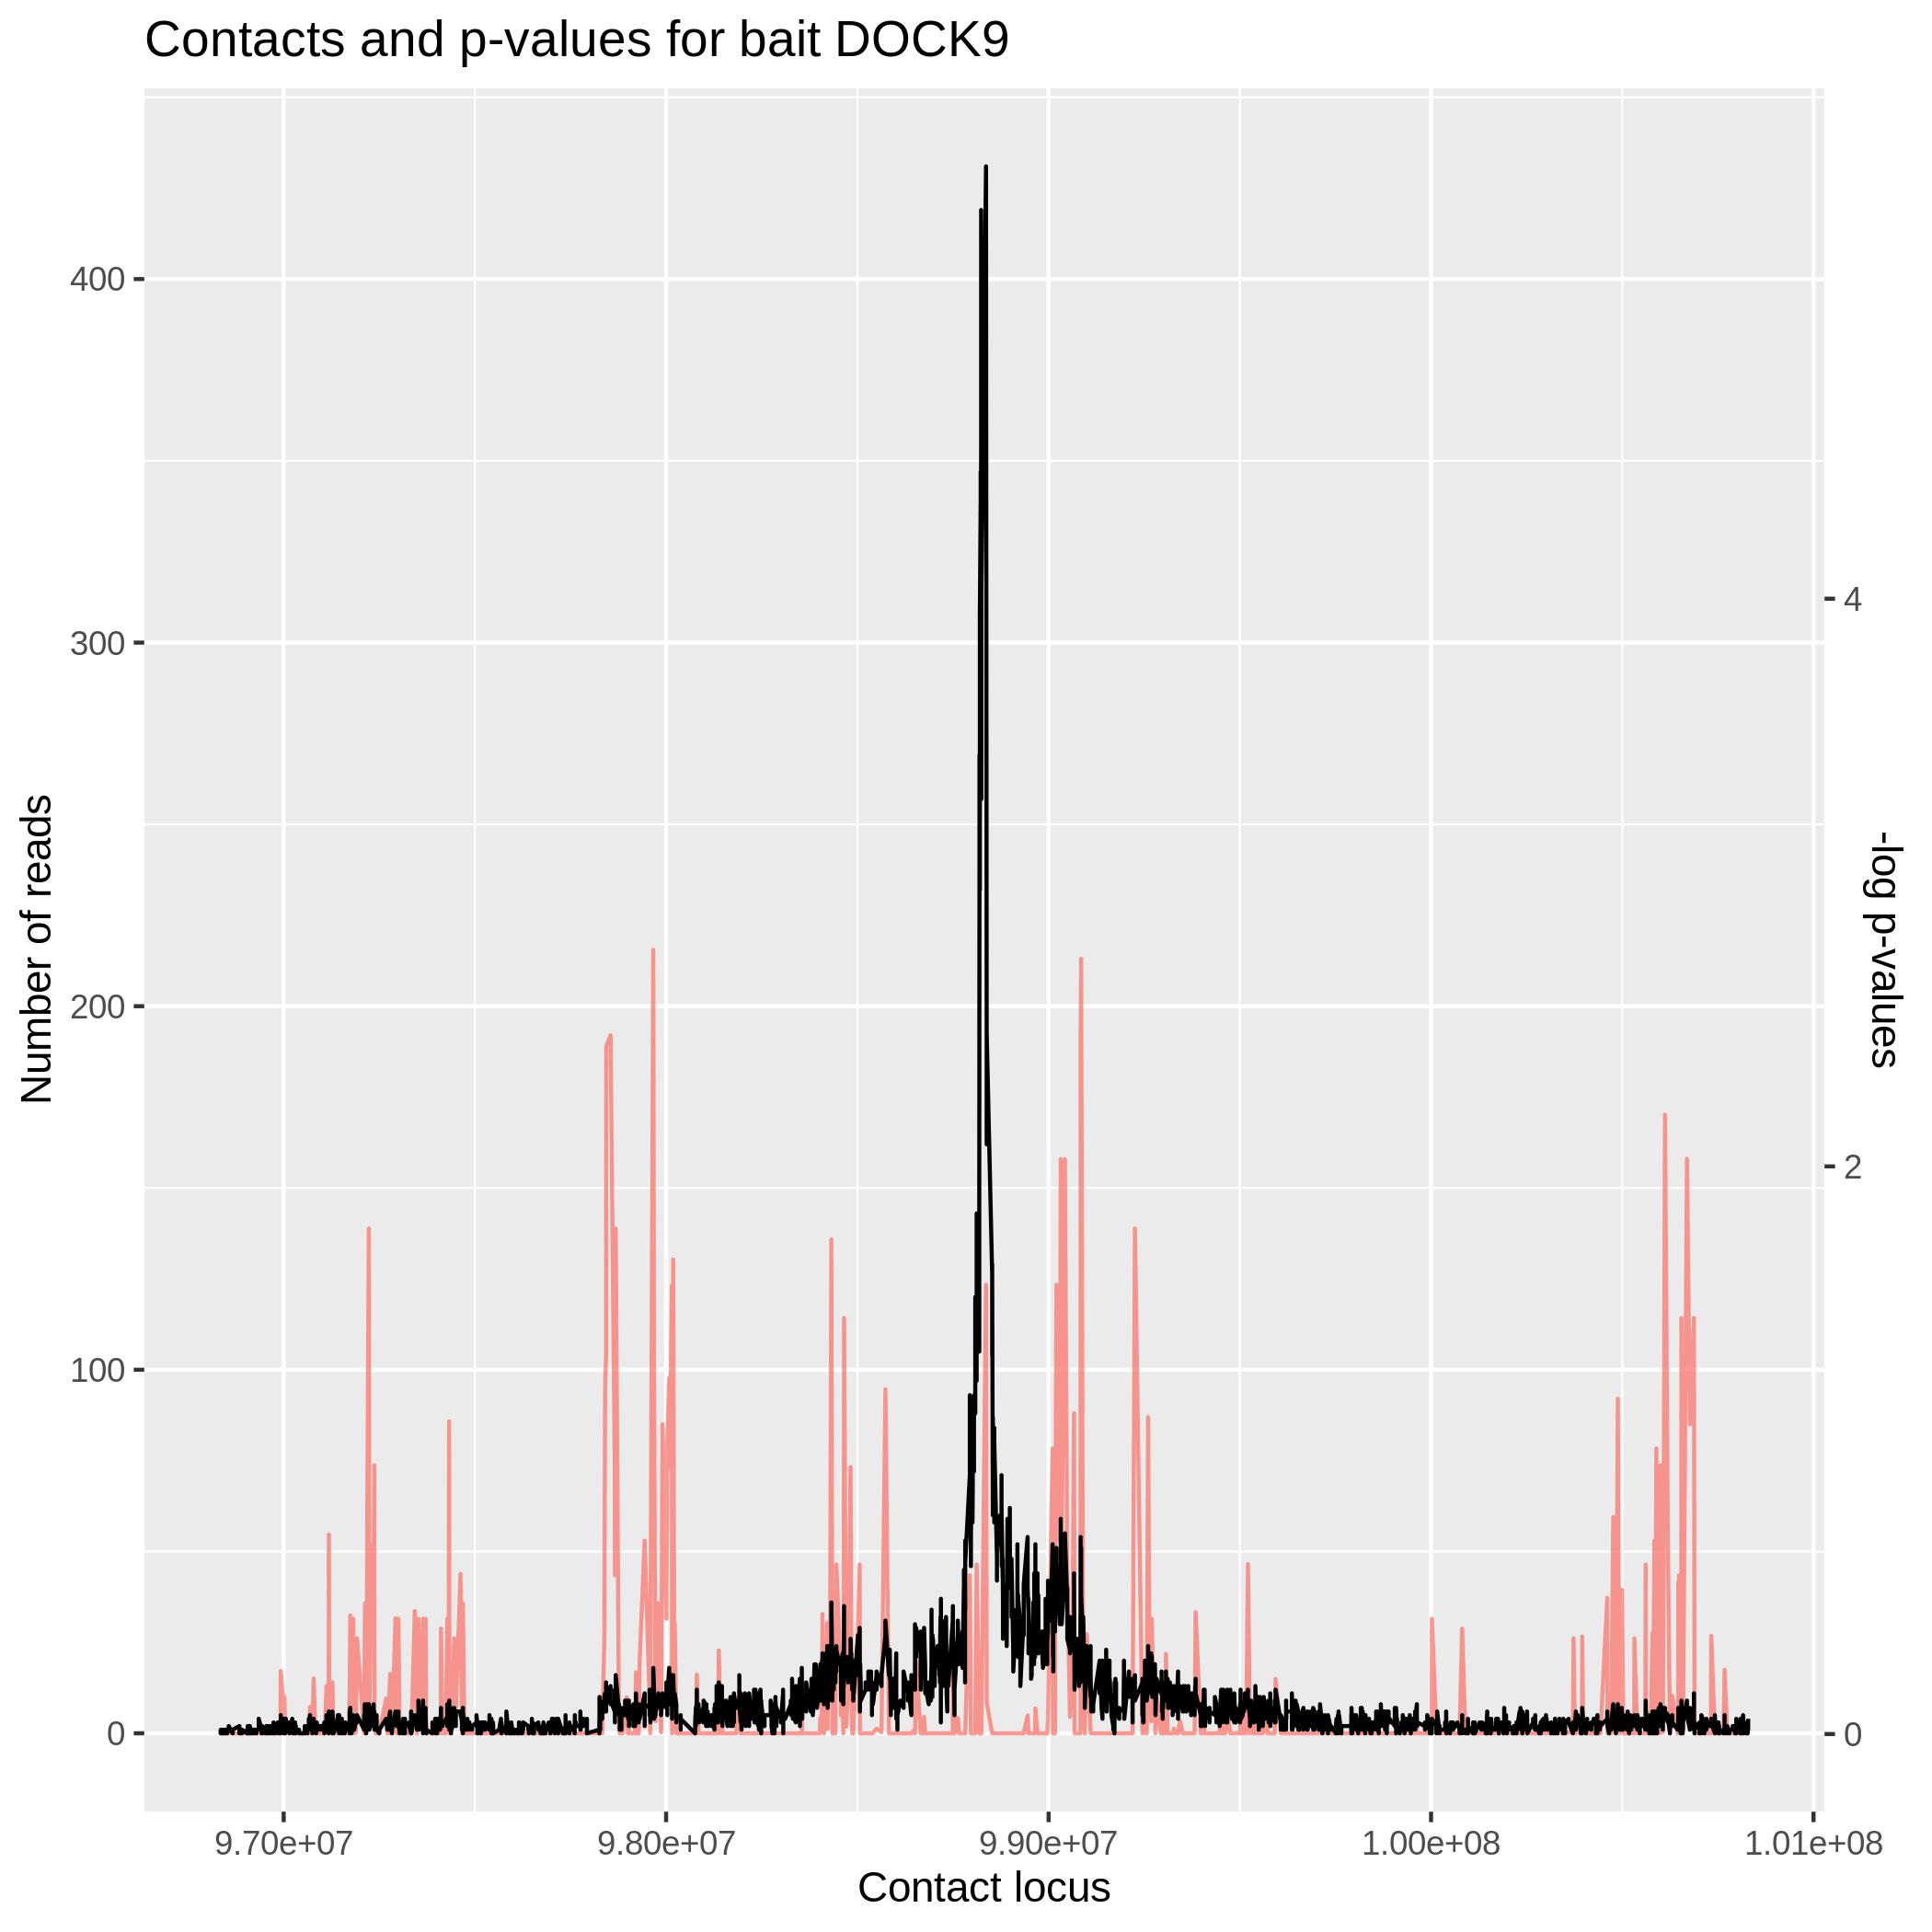 Contacts and p-values for bait DOCK9
400
300
200
100
0
4
2
0
Number of reads
-log p-values
9.70e+07 9.80e+07 9.90e+07 1.00e+08 1.01e+08
Contact locus